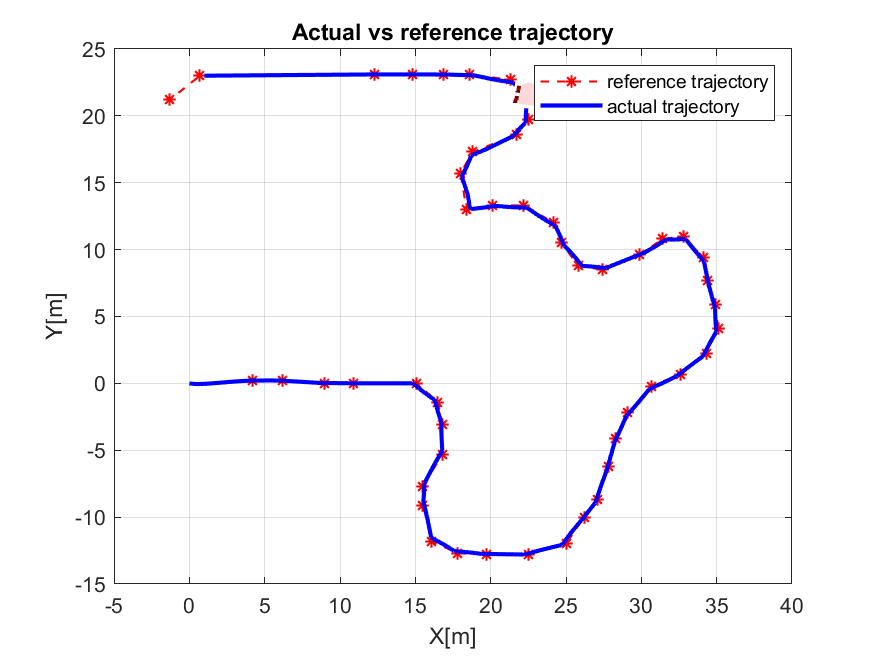 Actual vs reference trajectory
25
20
15
10
5
0
-5
-10
-15
Y[m]
reference trajectory
actual trajectory
-5 0 5 10 15 20 25 30 35 40
X[m]